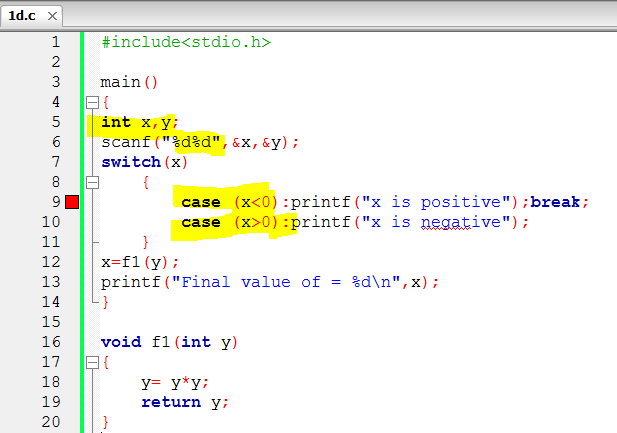 1d.c ×
1 #include<stdio.h>
2
3 main()
4 {
5 int x,y;
6 scanf("%d%d",&x,&y);
7 switch(x)
8 {
9 case (x<0):printf("x is positive");break;
10 case (x>0):printf("x is negative");
11 }
12 x=f1(y);
13 printf("Final value of = %d\n",x);
14 }
15
16 void f1(int y)
17 {
18 y= y*y;
19 return y;
20 }